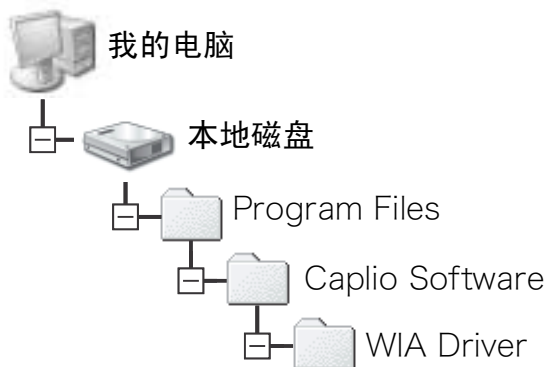 我的电脑
本地磁盘
Program Files
Caplio Software
WIA Driver